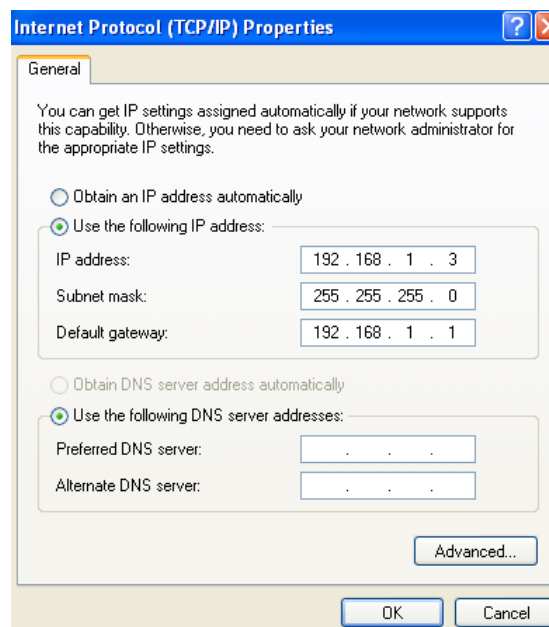 Internet Protocol (TCP/IP) Properties
General
You can get IP settings assigned automatically if your network supports
this capability. Otherwise, you need to ask your network administrator for
the appropriate IP settings.
Obtain an IP address automatically
Use the following IP address:
IP address: 192 . 168 . 1 . 3
Subnet mask: 255 . 255 . 255 . 0
Default gateway: 192 . 168 . 1 . 1
Obtain DNS server address automatically
Use the following DNS server addresses:
Preferred DNS server: . . .
Alternate DNS server: . . .
Advanced...
OK Cancel